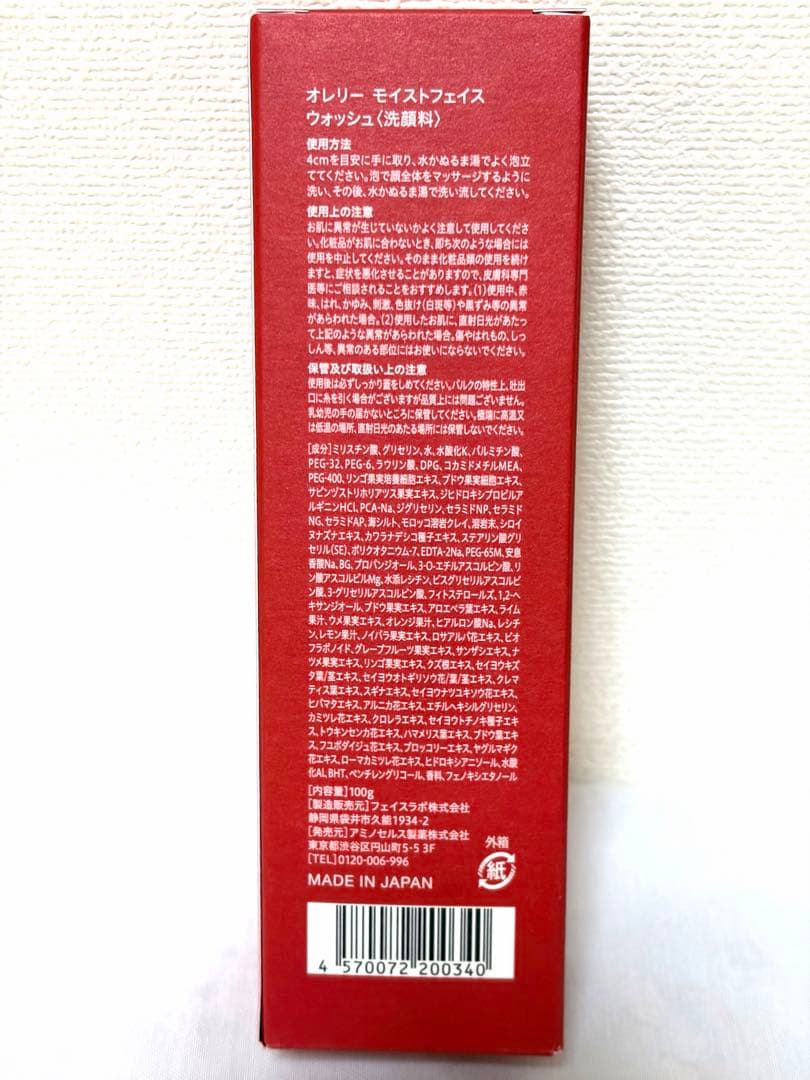 オレリー モイストフェイス
ウォッシュ〈洗顔料〉
使用方法
4cmを目安に手に取り、水かぬるま湯でよく泡立
ててください。泡で顔全体をマッサージするように
洗い、その後、水かぬるま湯で洗い流してください。
使用上の注意
お肌に異常が生じていないかよく注意して使用してくださ
い。化粧品がお肌に合わないとき、即ち次のような場合には
使用を中止してください。そのまま化粧品類の使用を続け
ますと、症状を悪化させることがありますので、皮膚科専門
医等にご相談されることをおすすめします。(1)使用中、赤
味、はれ、かゆみ、刺激、色抜け(白斑等)や黒ずみ等の異常
があらわれた場合。(2)使用したお肌に、直射日光があたっ
て上記のような異常があらわれた場合。傷やはれもの、しっ
しん等、異常のある部位にはお使いにならないでください。
保管及び取扱い上の注意
使用後は必ずしっかり蓋をしめてください。バルクの特性上、吐出
口に糸を引く場合がございますが品質上には問題ございません。
乳幼児の手の届かないところに保管してください。極端に高温又
は低温の場所、直射日光のあたる場所には保管しないでください。
[成分]ミリスチン酸、グリセリン、水、水酸化K、パルミチン酸、
PEG-32、PEG-6、ラウリン酸、DPG、コカミドメチルMEA、
PEG-400、リンゴ果実培養細胞エキス、ブドウ果実細胞エキス、
サピンヅストリホリアツス果実エキス、ジヒドロキシプロピルア
ルギニンHCl、PCA-Na、ジグリセリン、セラミドNP、セラミド
NG、セラミドAP、海シルト、モロッコ溶岩クレイ、溶岩末、シロイ
ヌナズナエキス、カワラナデシコ種子エキス、ステアリン酸グリ
セリル(SE)、ポリクオタニウム-7、EDTA-2Na、PEG-65M、安息
香酸Na、BG、プロパンジオール、3-O-エチルアスコルビン酸、リ
ン酸アスコルビルMg、水添レシチン、ビスグリセリルアスコルビ
ン酸、3-グリセリルアスコルビン酸、フィトステロールズ、1,2-ヘ
キサンジオール、ブドウ果実エキス、アロエベラ葉エキス、ライム
果汁、ウメ果実エキス、オレンジ果汁、ヒアルロン酸Na、レシチ
ン、レモン果汁、ノイバラ果実エキス、ロサアルバ花エキス、ビオ
フラボノイド、グレープフルーツ果実エキス、サンザシエキス、ナ
ツメ果実エキス、リンゴ果実エキス、クズ根エキス、セイヨウキズ
タ葉/茎エキス、セイヨウオトギリソウ花/葉/茎エキス、クレマ
ティス葉エキス、スギナエキス、セイヨウナツユキソウ花エキス、
ヒバマタエキス、アルニカ花エキス、エチルヘキシルグリセリン、
カミツレ花エキス、クロレラエキス、セイヨウトチノキ種子エキ
ス、トウキンセンカ花エキス、ハマメリス葉エキス、ブドウ葉エキ
ス、フユボダイジュ花エキス、ブロッコリーエキス、ヤグルマギク
花エキス、ローマカミツレ花エキス、ヒドロキシアニソール、水酸
化Al、BHT、ペンチレングリコール、香料、フェノキシエタノール
[内容量]100g
[製造販売元]フェイスラボ株式会社
静岡県袋井市久能1934-2
[発売元]アミノセルス製薬株式会社
東京都渋谷区円山町5-5 3F
[TEL]0120-006-996
MADE IN JAPAN
外箱
紙
4 570072 200340